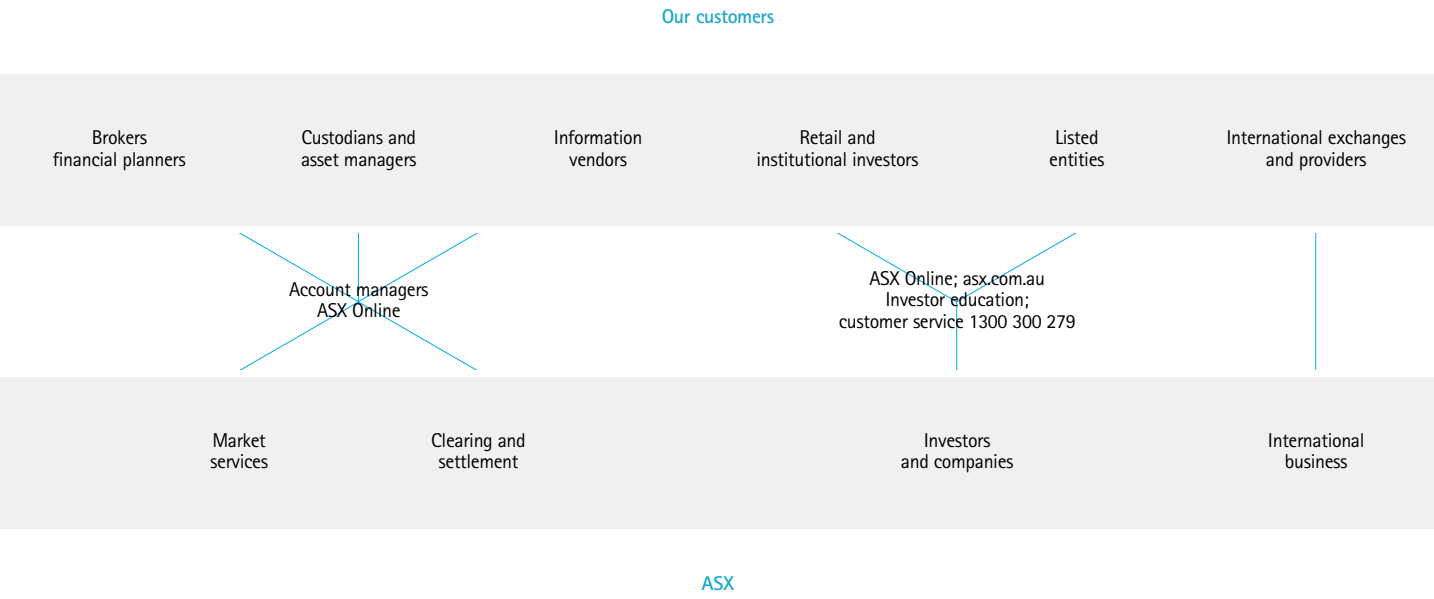 Our customers
Brokers
financial planners
Custodians and
asset managers
Information
vendors
Retail and
institutional investors
Listed
entities
International exchanges
and providers
Account managers
ASX Online
ASX Online; asx.com.au
Investor education;
customer service 1300 300 279
Market
services
Clearing and
settlement
Investors
and companies
International
business
ASX